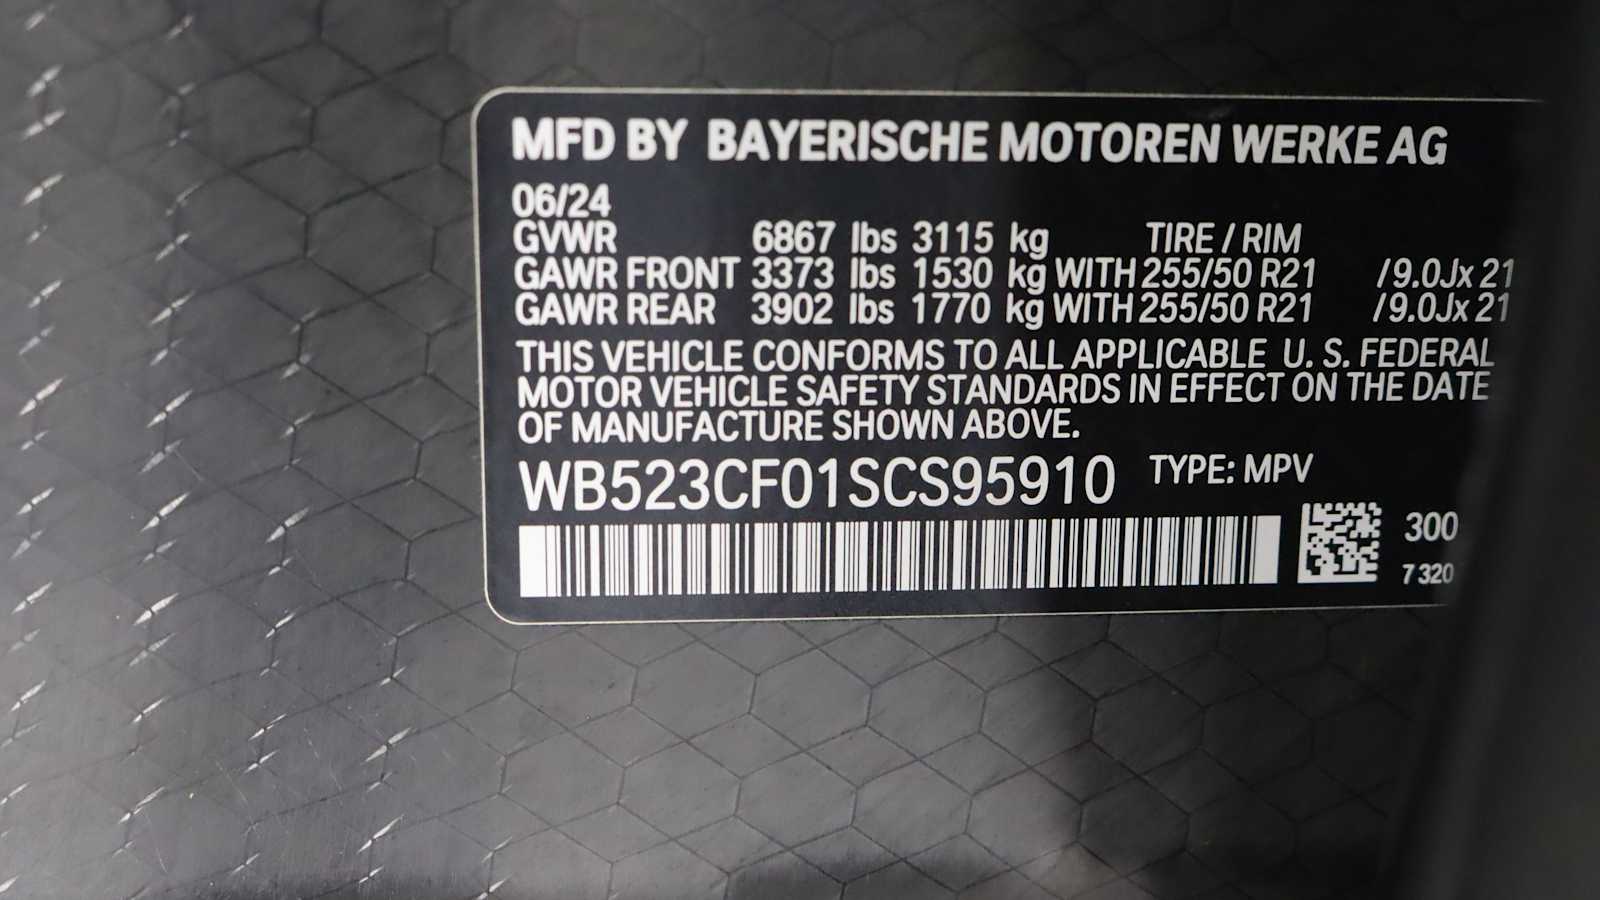 MFD BY BAYERISCHE MOTOREN WERKE AG
06/24
GVWR 6867 lbs 3115 kg TIRE / RIM
GAWR FRONT 3373 lbs 1530 kg WITH 255/50 R21 /9.0Jx 21
GAWR REAR 3902 lbs 1770 kg WITH 255/50 R21 /9.0Jx 21
THIS VEHICLE CONFORMS TO ALL APPLICABLE U. S. FEDERAL
MOTOR VEHICLE SAFETY STANDARDS IN EFFECT ON THE DATE
OF MANUFACTURE SHOWN ABOVE.
WB523CF01SCS95910 TYPE: MPV
300
7 320